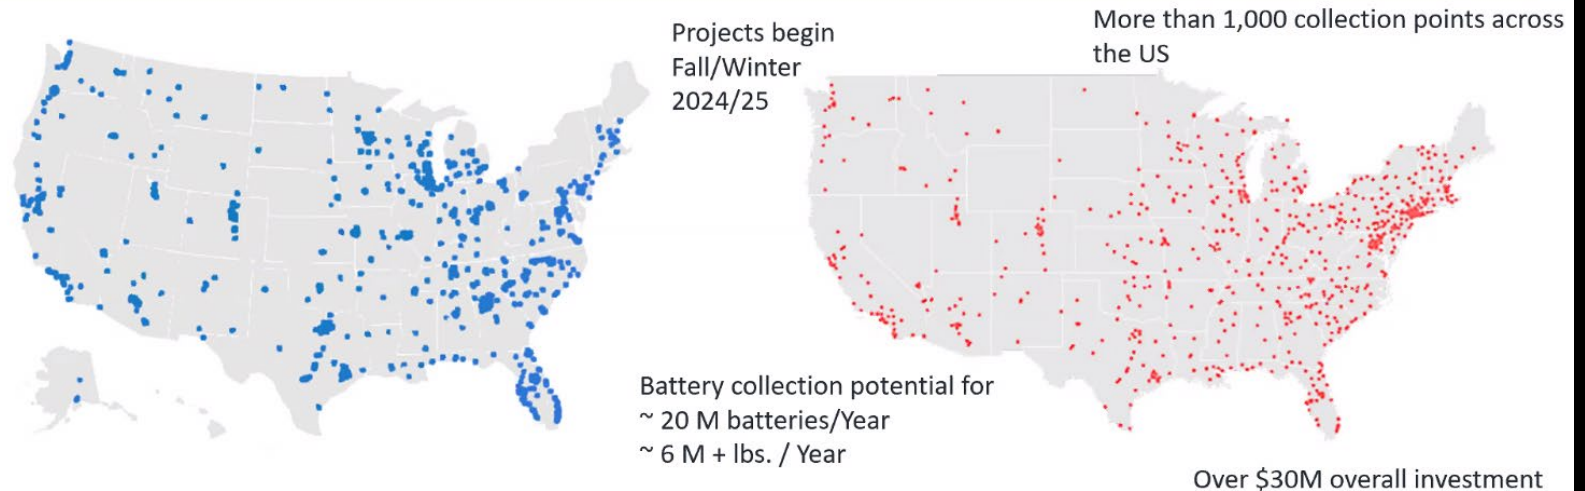 Projects begin
Fall/Winter
2024/25
More than 1,000 collection points across
the US
Battery collection potential for
~ 20 M batteries/Year
~ 6 M + lbs. / Year
Over $30M overall investment